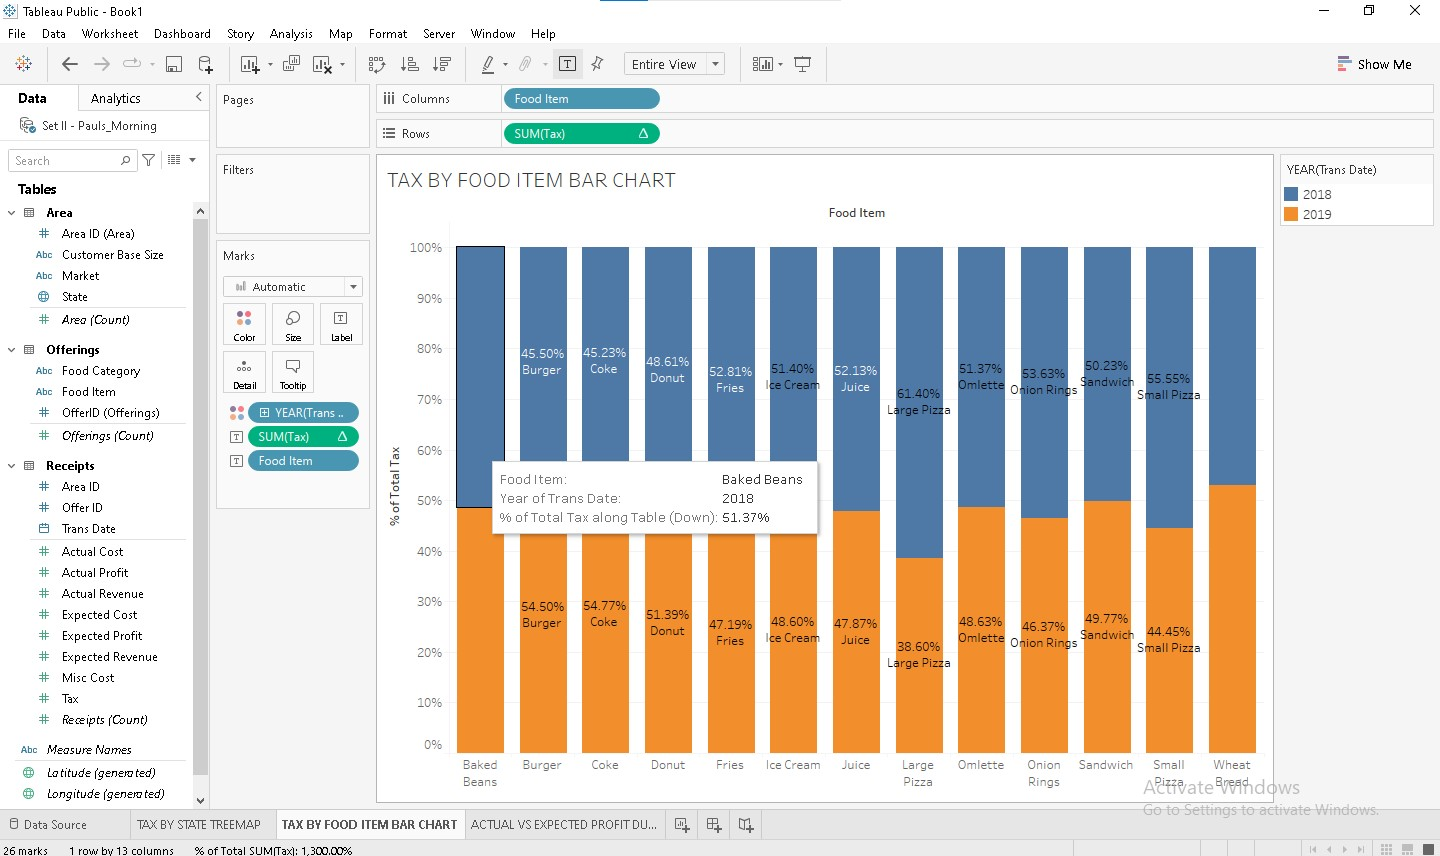 Tableau Public - Book1
File Data Worksheet Dashboard Story Analysis Map Format Server Window Help
Entire View
Show Me
Data Analytics
Set II - Pauls_Morning
Search
Tables
Area
Area ID (Area)
Abc Customer Base Size
Abc Market
State
Area (Count)
Offerings
Abc Food Category
Abc Food Item
OfferID (Offerings)
Offerings (Count)
Receipts
Area ID
Offer ID
Trans Date
Actual Cost
Actual Profit
Actual Revenue
Expected Cost
Expected Profit
Expected Revenue
Misc Cost
Tax
Receipts (Count)
Abc Measure Names
Latitude (generated)
Longitude (generated)
Pages
Filters
Marks
Automatic
Color Size Label
Detail Tooltip
YEAR(Trans ..
SUM(Tax) Δ
Food Item
Columns Food Item
Rows SUM(Tax) Δ
TAX BY FOOD ITEM BAR CHART
Food Item
% of Total Tax
100%
90%
80%
70%
60%
50%
40%
30%
20%
10%
0%
45.50%
Burger
45.23%
Coke
48.61%
Donut
52.81%
Fries
51.40%
Ice Cream
52.13%
Juice
61.40%
Large Pizza
51.37%
Omlette
53.63%
Onion Rings
50.23%
Sandwich
55.55%
Small Pizza
Food Item: Baked Beans
Year of Trans Date: 2018
% of Total Tax along Table (Down): 51.37%
54.50%
Burger
54.77%
Coke
51.39%
Donut
47.19%
Fries
48.60%
Ice Cream
47.87%
Juice
38.60%
Large Pizza
48.63%
Omlette
46.37%
Onion Rings
49.77%
Sandwich
44.45%
Small Pizza
Baked
Beans
Burger
Coke
Donut
Fries
Ice Cream
Juice
Large
Pizza
Omlette
Onion
Rings
Sandwich
Small
Pizza
Wheat
Bread
YEAR(Trans Date)
2018
2019
Activate Windows
Go to Settings to activate Windows.
Data Source TAX BY STATE TREEMAP TAX BY FOOD ITEM BAR CHART ACTUAL VS EXPECTED PROFIT DU...
26 marks 1 row by 13 columns % of Total SUM(Tax): 1,300.00%